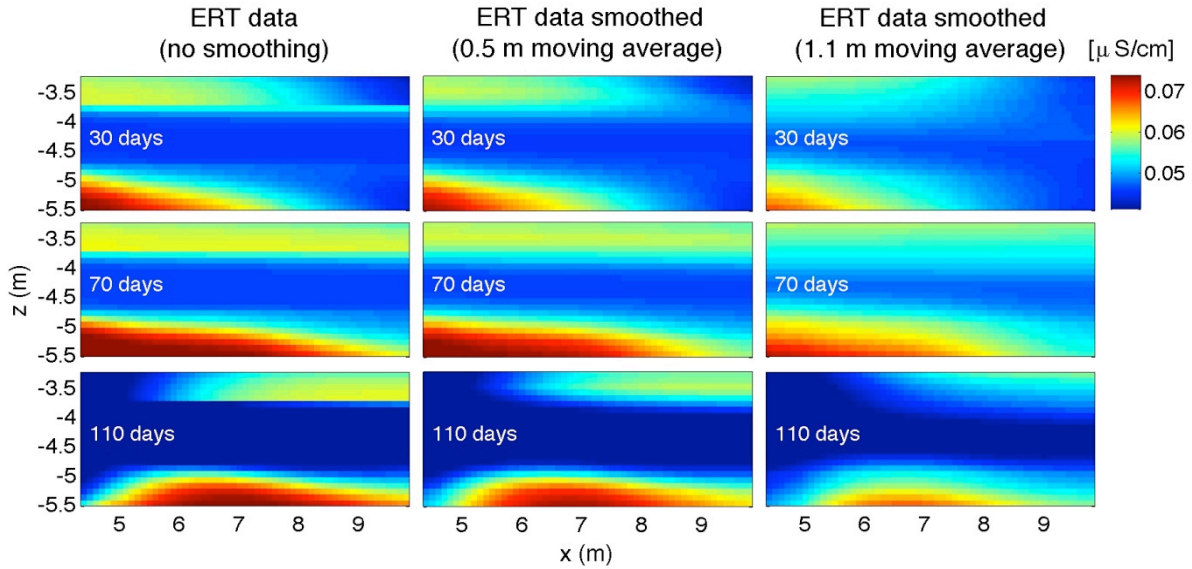 ERT data
(no smoothing)
ERT data smoothed
(0.5 m moving average)
ERT data smoothed
(1.1 m moving average)
[μ S/cm]
-3.5
-4
-4.5
-5
-5.5
30 days
30 days
30 days
0.07
0.06
0.05
z (m)
-3.5
-4
-4.5
-5
-5.5
70 days
70 days
70 days
-3.5
-4
-4.5
-5
-5.5
110 days
110 days
110 days
5 6 7 8 9
5 6 7 8 9
5 6 7 8 9
x (m)